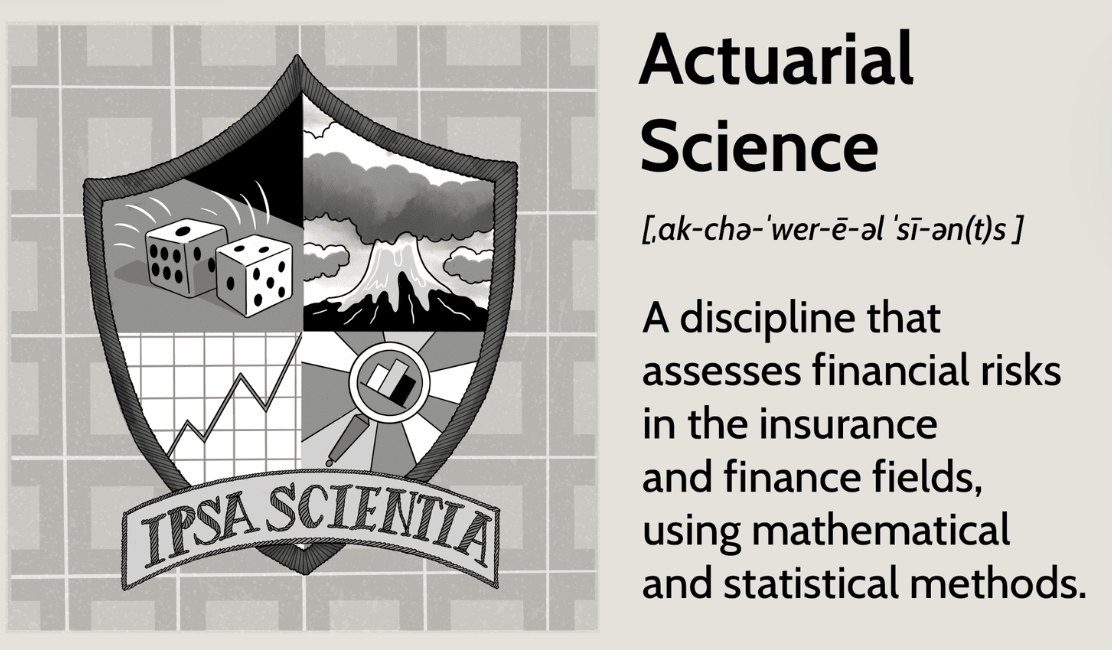 Actuarial
Science
[ˌak-chə-ˈwer-ē-əl ˈsī-ən(t)s ]
A discipline that
assesses financial risks
in the insurance
and finance fields,
using mathematical
and statistical methods.
IPSA SCIENTIA